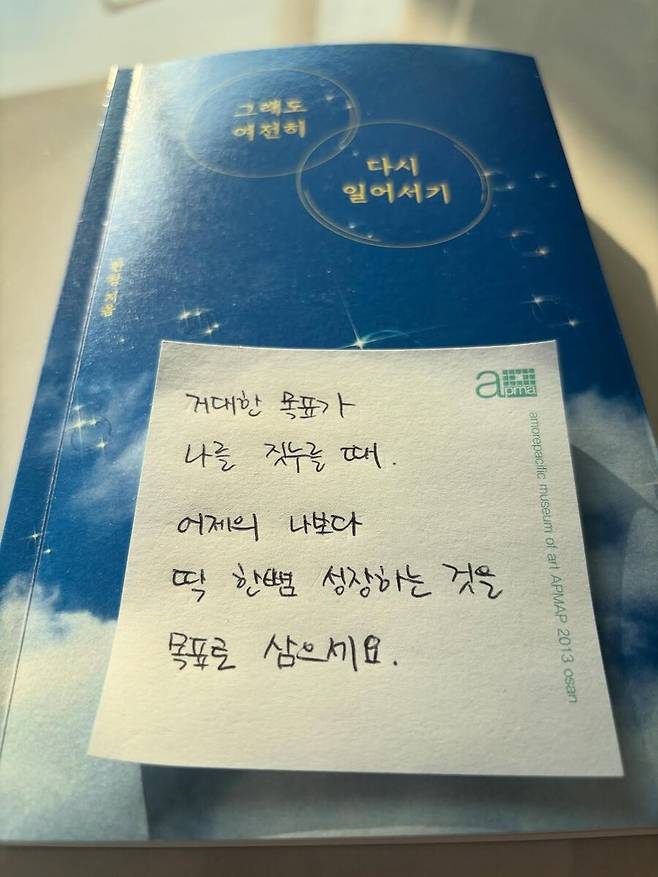 그래도
여전히
다시
일어서기
거대한 목표가
나를 짓누를 때.
어제의 나보다
딱 한뼘 성장하는 것을
목표로 삼으세요.
apma
amorepacific museum of art APMAP 2013 osan